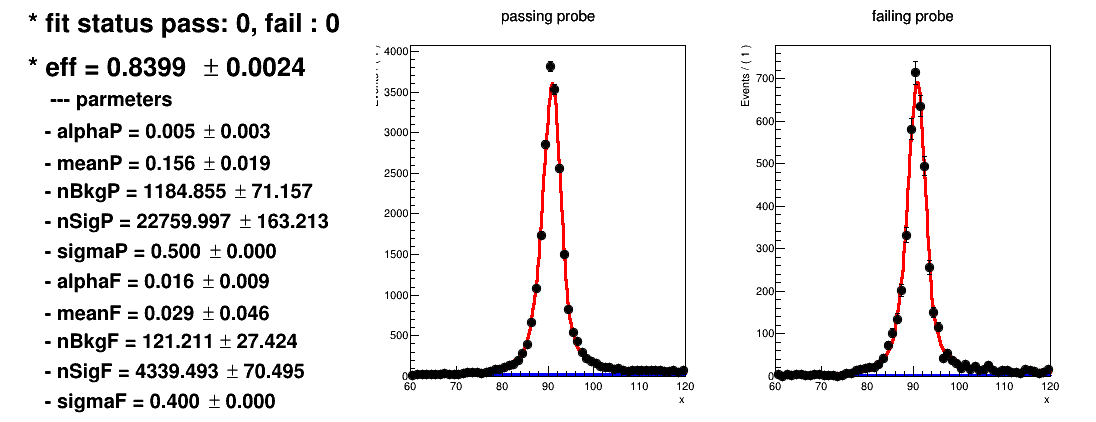 * fit status pass: 0, fail : 0
* eff = 0.8399 ± 0.0024
--- parmeters
- alphaP = 0.005 ± 0.003
- meanP = 0.156 ± 0.019
- nBkgP = 1184.855 ± 71.157
- nSigP = 22759.997 ± 163.213
- sigmaP = 0.500 ± 0.000
- alphaF = 0.016 ± 0.009
- meanF = 0.029 ± 0.046
- nBkgF = 121.211 ± 27.424
- nSigF = 4339.493 ± 70.495
- sigmaF = 0.400 ± 0.000
passing probe
4000
3500
3000
2500
2000
1500
1000
500
0
60 70 80 90 100 110 120
x
failing probe
Events / ( 1 )
700
600
500
400
300
200
100
0
60 70 80 90 100 110 120
x